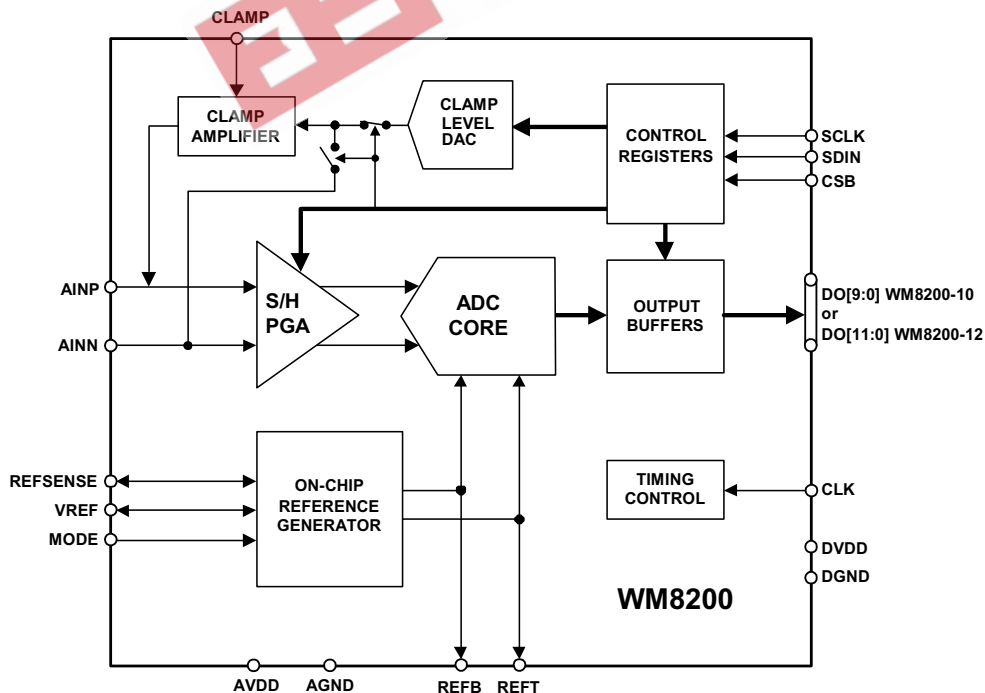 CLAMP
CLAMP
AMPLIFIER
CLAMP
LEVEL
DAC
CONTROL
REGISTERS
SCLK
SDIN
CSB
AINP
AINN
S/H
PGA
ADC
CORE
OUTPUT
BUFFERS
DO[9:0] WM8200-10
or
DO[11:0] WM8200-12
REFSENSE
VREF
MODE
ON-CHIP
REFERENCE
GENERATOR
TIMING
CONTROL
CLK
DVDD
DGND
WM8200
AVDD
AGND
REFB
REFT